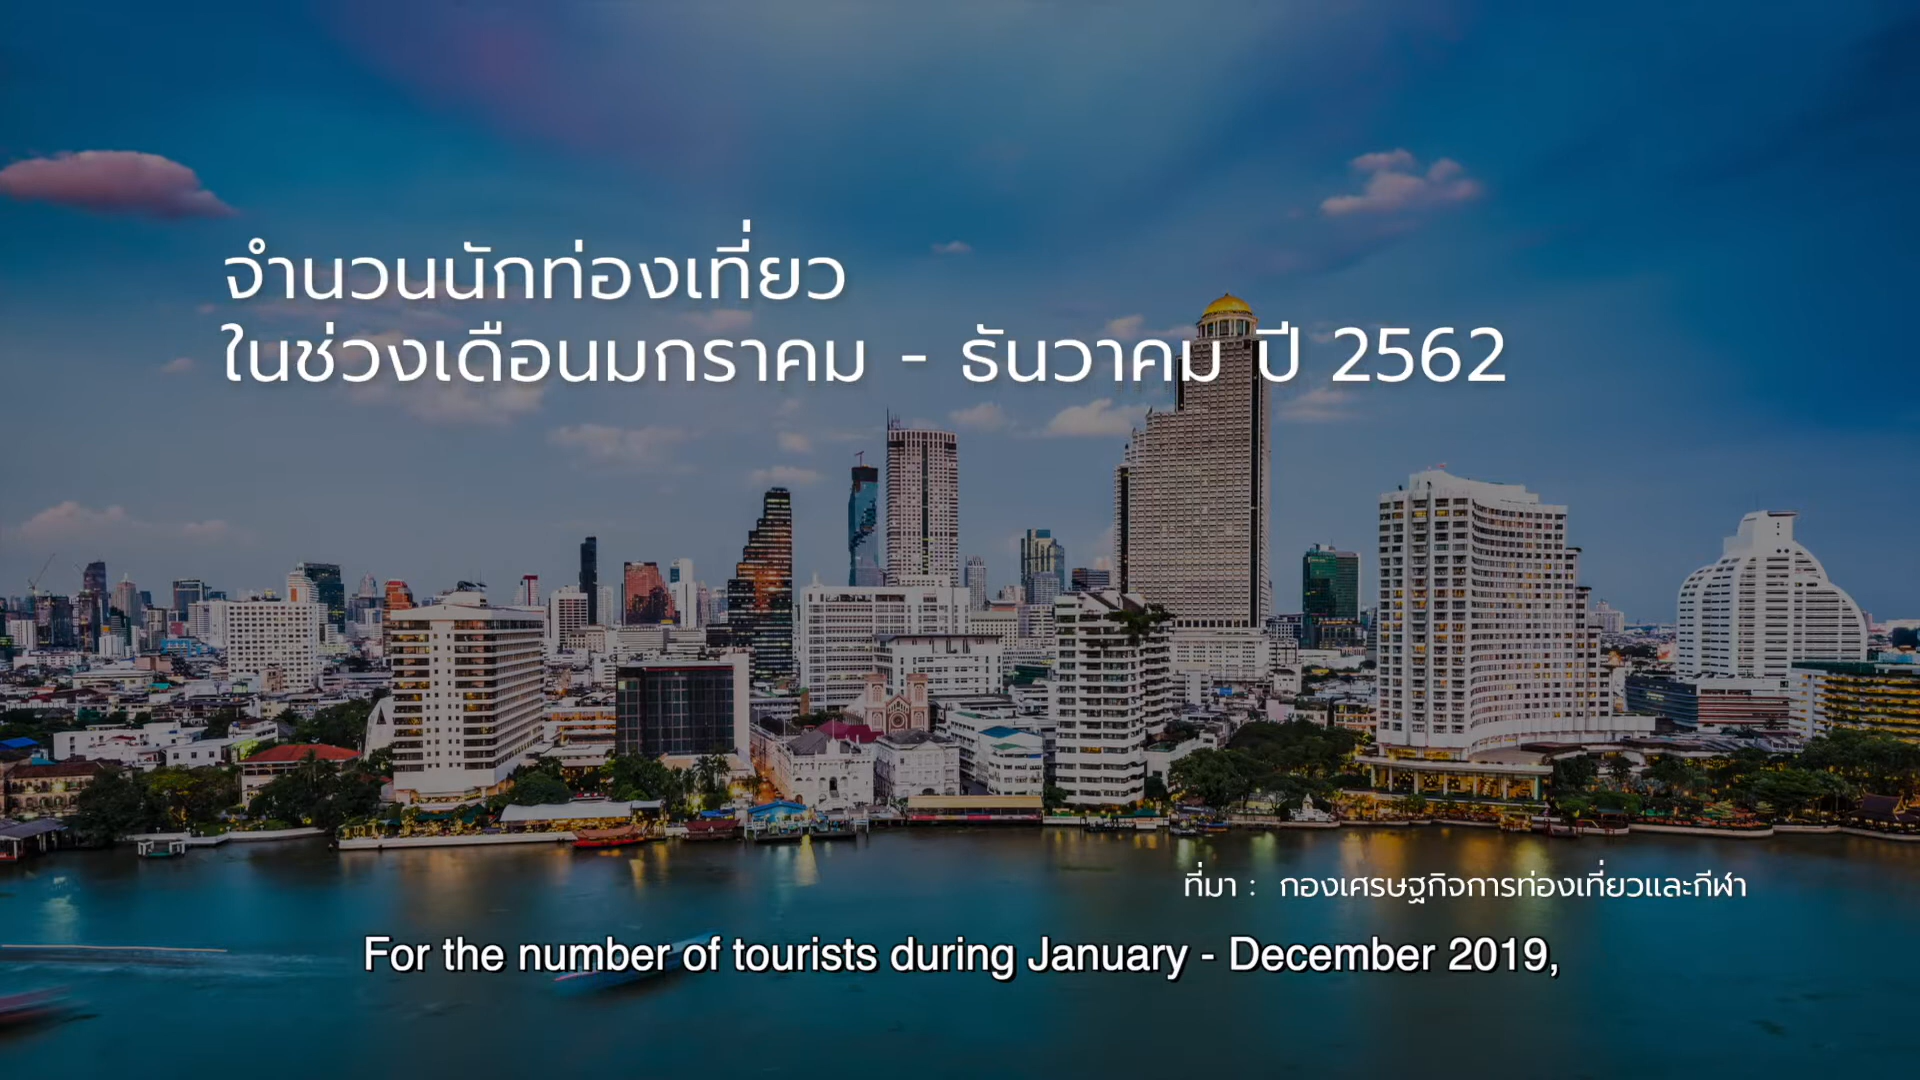 จำนวนนักท่องเที่ยว
ในช่วงเดือนมกราคม - ธันวาคม ปี 2562
ที่มา : กองเศรษฐกิจการท่องเที่ยวและกีฬา
For the number of tourists during January - December 2019,